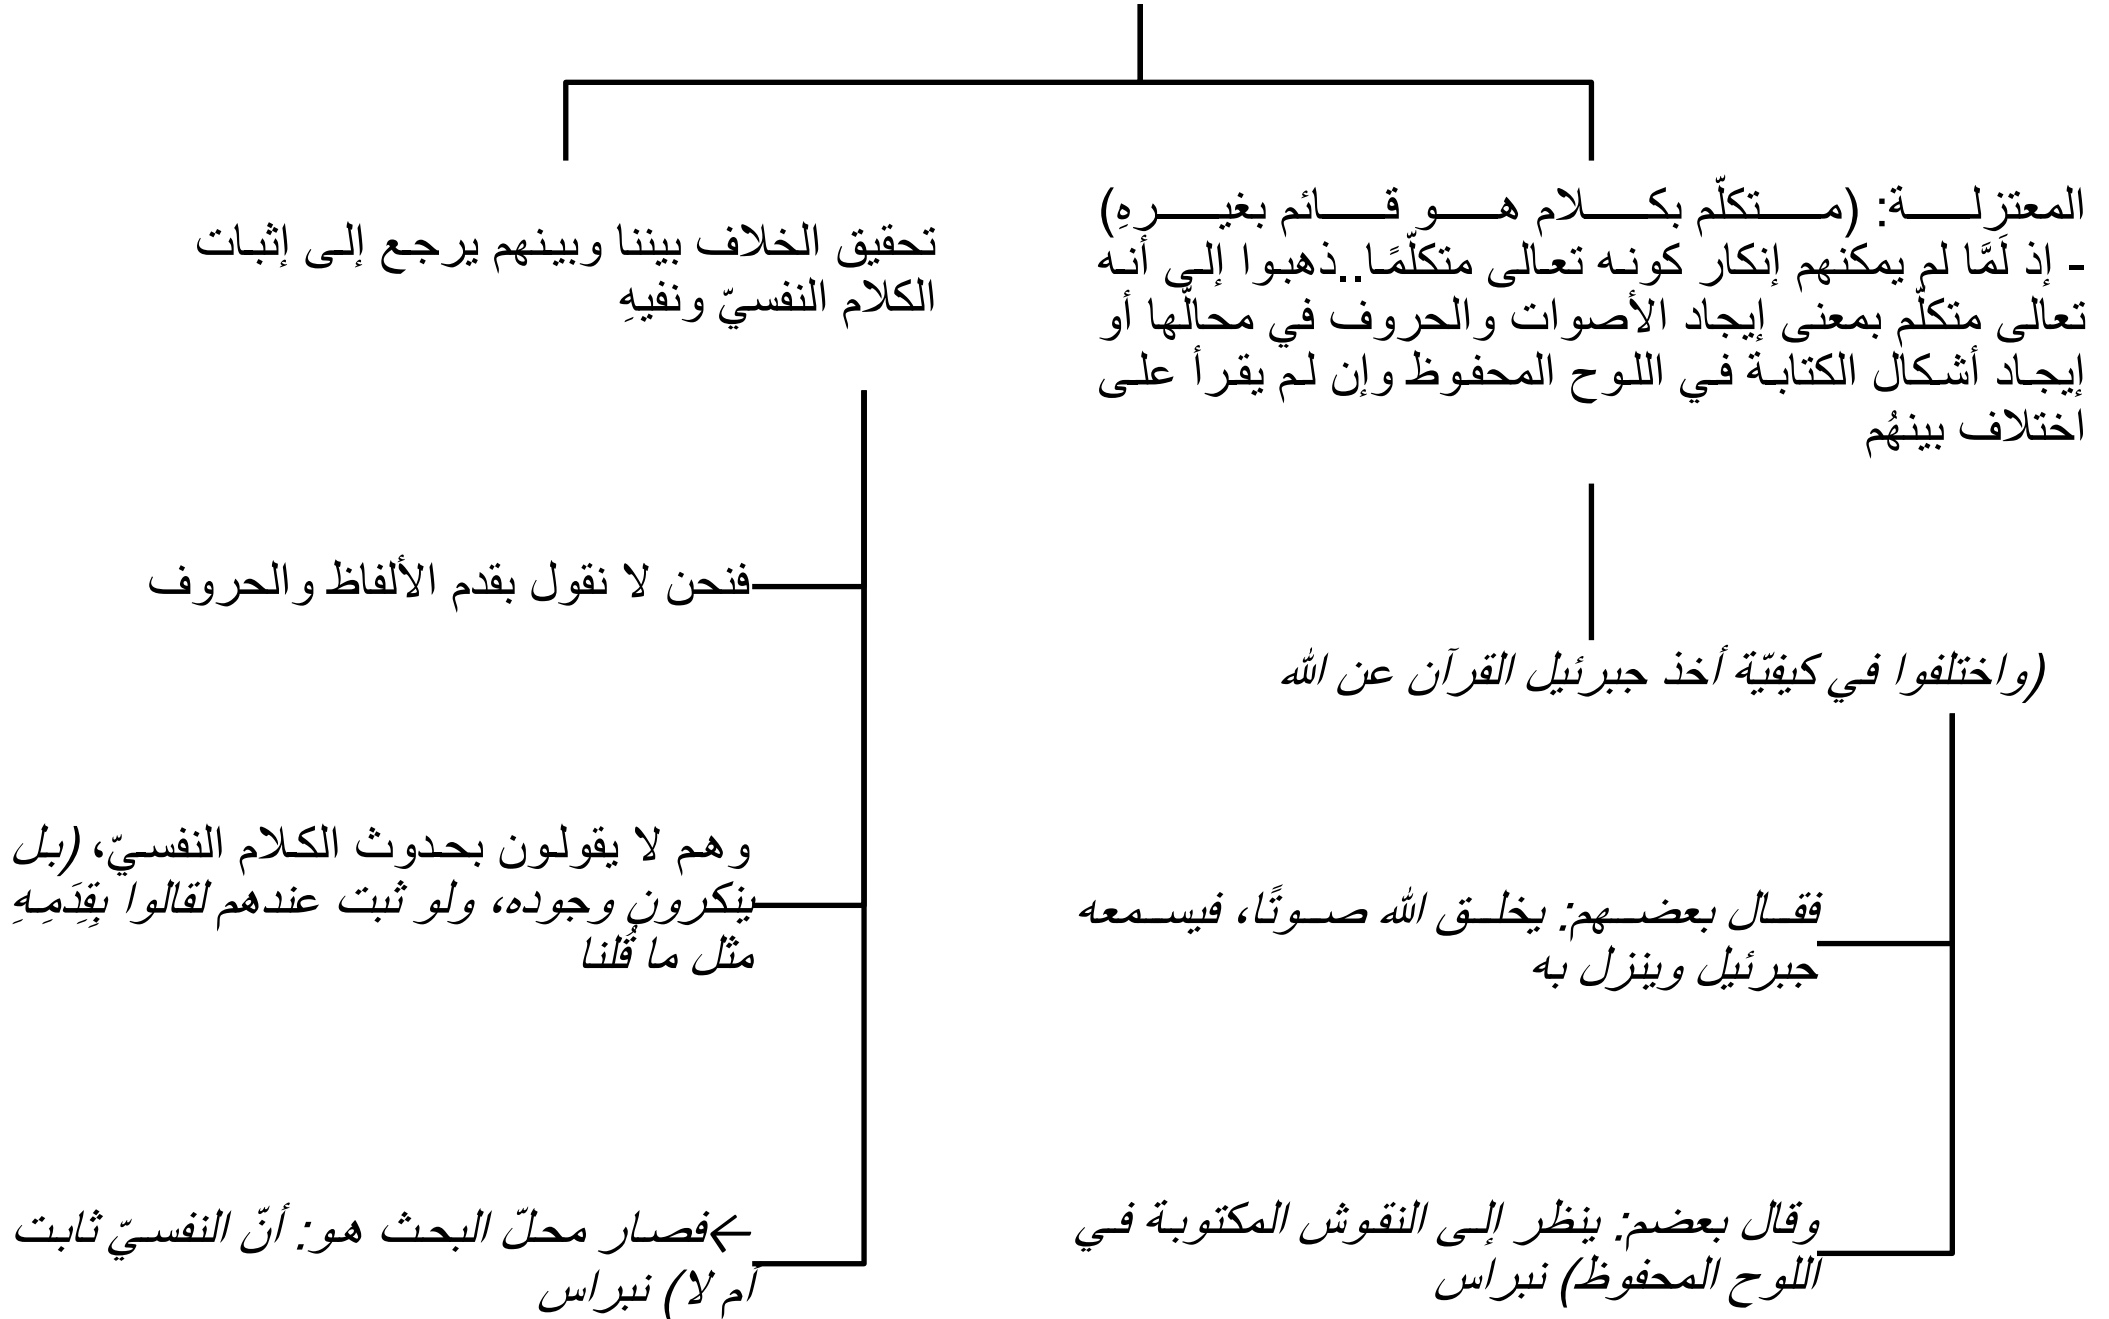 المعتزلة: (متكلّم بكلام هو قائم بغيرهِ)
- إذ لَمَّا لم يمكنهم إنكار كونه تعالى متكلّمًا..ذهبوا إلى أنه
تعالى متكلّم بمعنى إيجاد الأصوات والحروف في محالّها أو
إيجاد أشكال الكتابة في اللوح المحفوظ وإن لم يقرأ على
اختلاف بينهُم
(واختلفوا في كيفيّة أخذ جبرئيل القرآن عن الله
فقال بعضهم: يخلق الله صوتًا، فيسمعه
جبرئيل وينزل به
وقال بعضم: ينظر إلى النقوش المكتوبة في
اللوح المحفوظ) نبراس
تحقيق الخلاف بيننا وبينهم يرجع إلى إثبات
الكلام النفسيّ ونفيهِ
فنحن لا نقول بقدم الألفاظ والحروف
وهم لا يقولون بحدوث الكلام النفسيّ، (بل
ينكرون وجوده، ولو ثبت عندهم لقالوا بِقِدَمِهِ
مثل ما قُلنا
←فصار محلّ البحث هو: أنّ النفسيّ ثابت
أم لا) نبراس